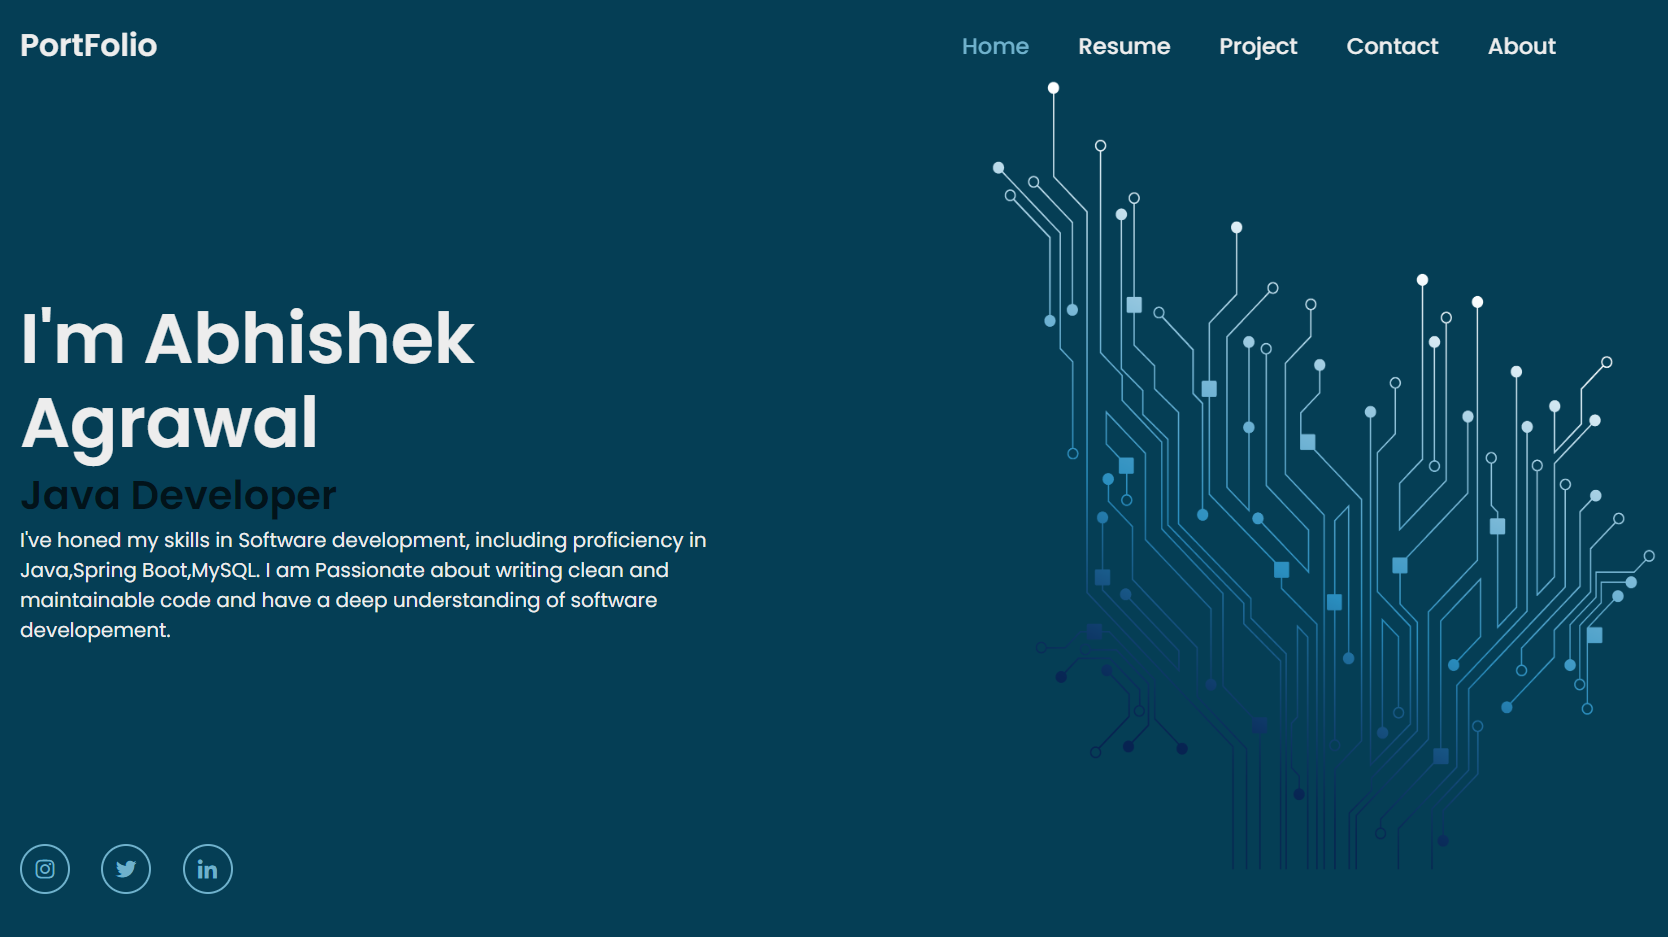 PortFolio
Home Resume Project Contact About
I'm Abhishek
Agrawal
Java Developer
I've honed my skills in Software development, including proficiency in
Java,Spring Boot,MySQL. I am Passionate about writing clean and
maintainable code and have a deep understanding of software
developement.